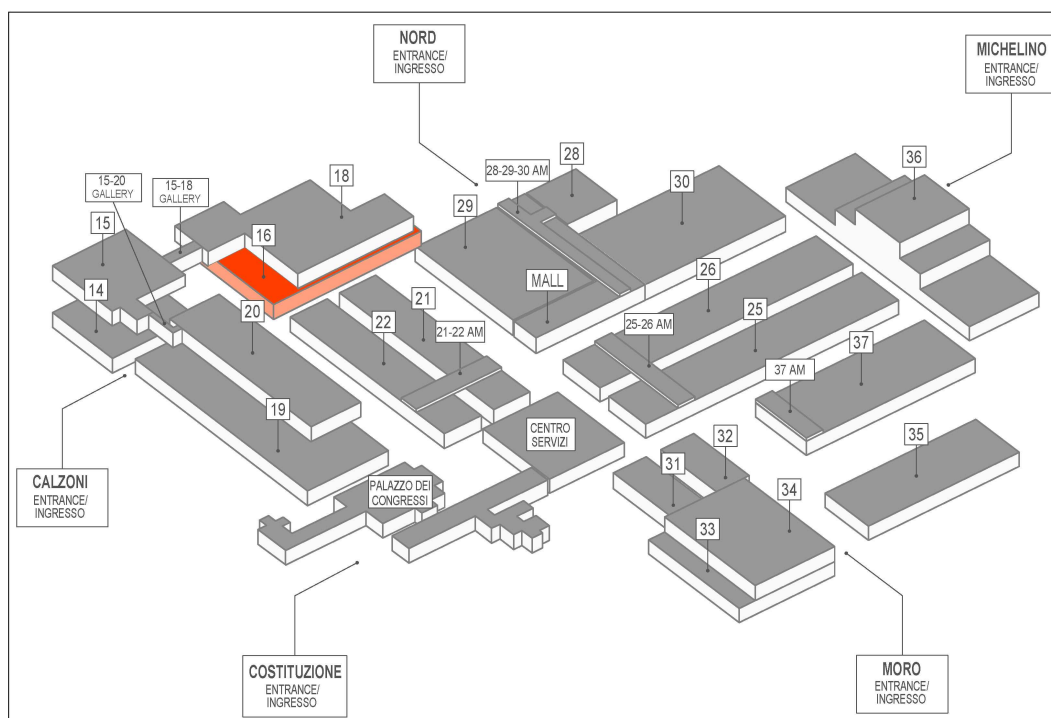 NORD
ENTRANCE/
INGRESSO
MICHELINO
ENTRANCE/
INGRESSO
15-20
GALLERY
15-18
GALLERY
18
28-29-30 AM
28
30
36
15
16
29
26
14
20
21
MALL
25
22
21-22 AM
25-26 AM
37
37 AM
19
CENTRO
SERVIZI
32
35
31
34
CALZONI
ENTRANCE/
INGRESSO
PALAZZO DEI
CONGRESSI
33
COSTITUZIONE
ENTRANCE/
INGRESSO
MORO
ENTRANCE/
INGRESSO